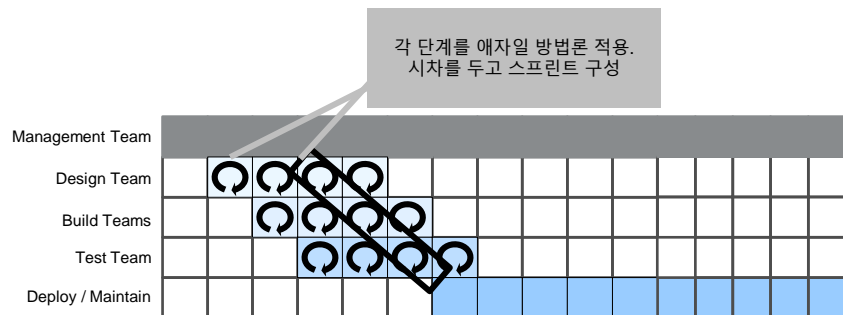 각 단계를 애자일 방법론 적용.
시차를 두고 스프린트 구성
Management Team
Design Team
Build Teams
Test Team
Deploy / Maintain